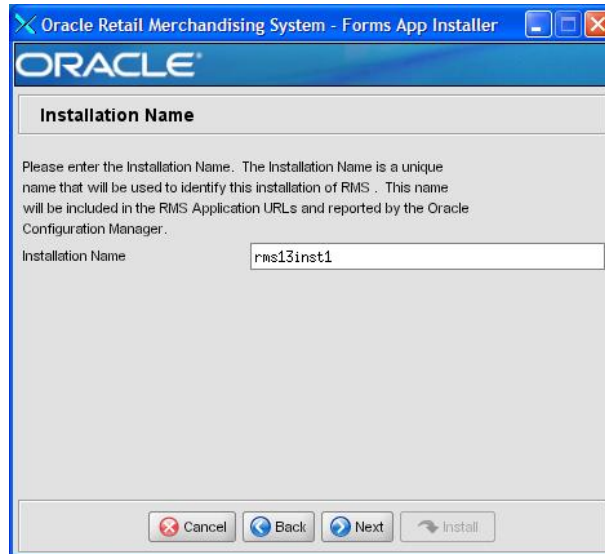 Oracle Retail Merchandising System - Forms App Installer
ORACLE®
Installation Name
Please enter the Installation Name. The Installation Name is a unique
name that will be used to identify this installation of RMS . This name
will be included in the RMS Application URLs and reported by the Oracle
Configuration Manager.
Installation Name rms13inst1
Cancel Back Next Install